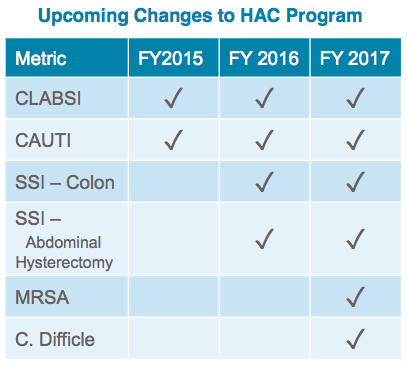 Upcoming Changes to HAC Program
Metric FY2015 FY 2016 FY 2017
CLABSI ✓ ✓ ✓
CAUTI ✓ ✓ ✓
SSI – Colon ✓ ✓
SSI –
Abdominal
Hysterectomy ✓ ✓
MRSA ✓
C. Difficle ✓